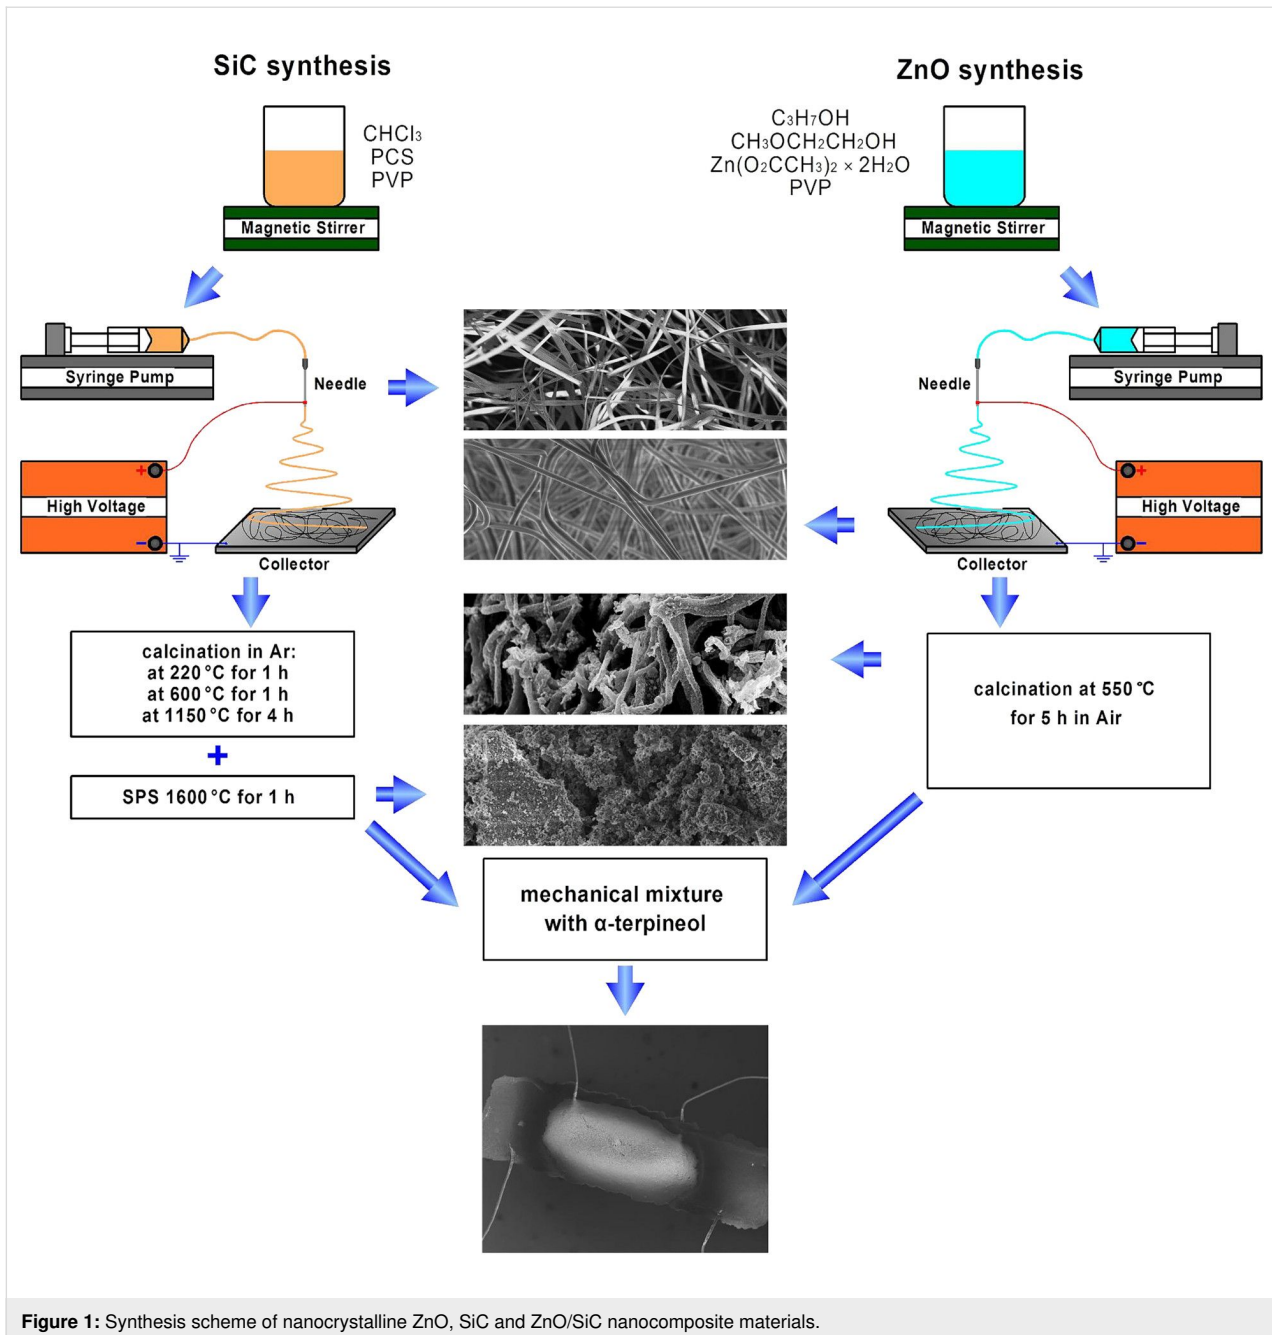 SiC synthesis
CHCl₃
PCS
PVP
Magnetic Stirrer
Syringe Pump
Needle
+
High Voltage
−
Collector
calcination in Ar:
at 220 °C for 1 h
at 600 °C for 1 h
at 1150 °C for 4 h
+
SPS 1600 °C for 1 h
ZnO synthesis
C₃H₇OH
CH₃OCH₂CH₂OH
Zn(O₂CCH₃)₂ × 2H₂O
PVP
Magnetic Stirrer
Needle
Syringe Pump
+
High Voltage
−
Collector
calcination at 550 °C
for 5 h in Air
mechanical mixture
with α-terpineol
Figure 1: Synthesis scheme of nanocrystalline ZnO, SiC and ZnO/SiC nanocomposite materials.